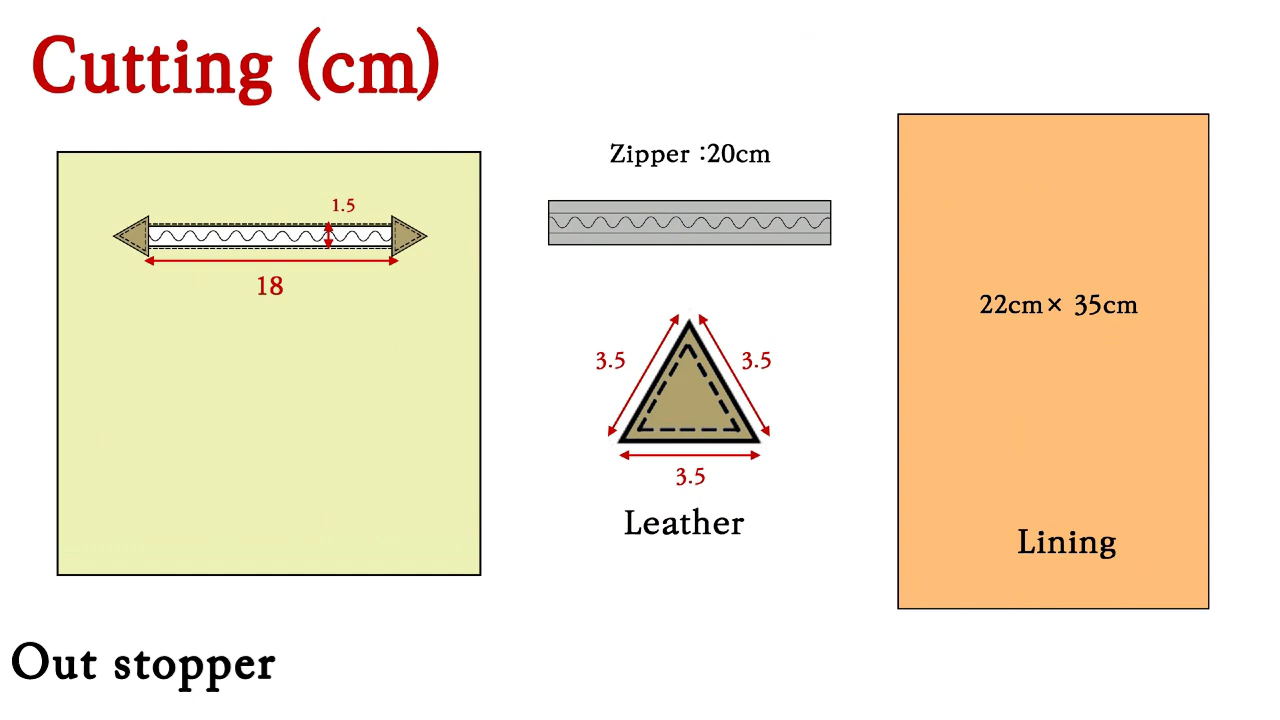 Cutting (cm)
1.5
18
Zipper :20cm
3.5
3.5
3.5
Leather
22cm× 35cm
Lining
Out stopper